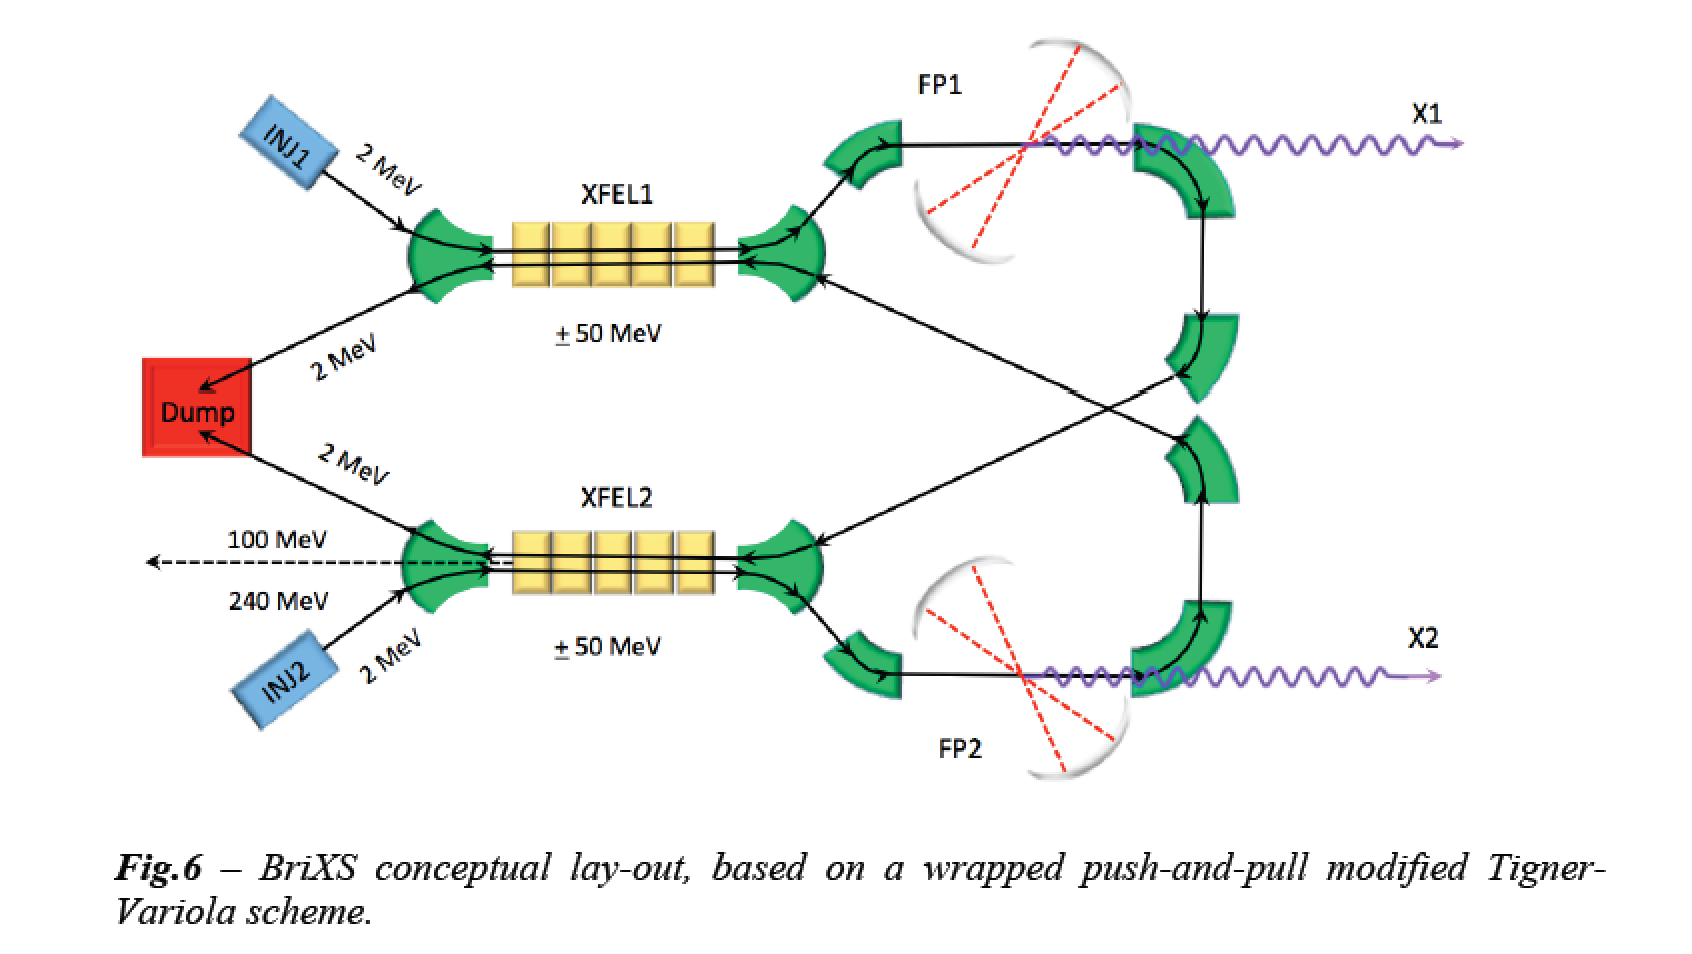 FP1
X1
INJ1
2 MeV
XFEL1
± 50 MeV
2 MeV
Dump
2 MeV
XFEL2
100 MeV
240 MeV
± 50 MeV
2 MeV
INJ2
X2
FP2
Fig.6 – BriXS conceptual lay-out, based on a wrapped push-and-pull modified Tigner-
Variola scheme.